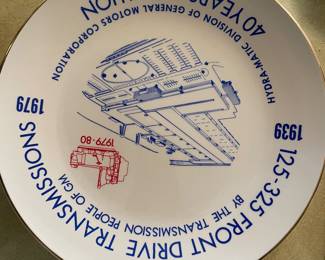 40 YEARS
HYDRA-MATIC DIVISION OF GENERAL MOTORS CORPORATION
1939
1979
1979-80
125-325 FRONT DRIVE TRANSMISSIONS
BY THE TRANSMISSION PEOPLE OF GM